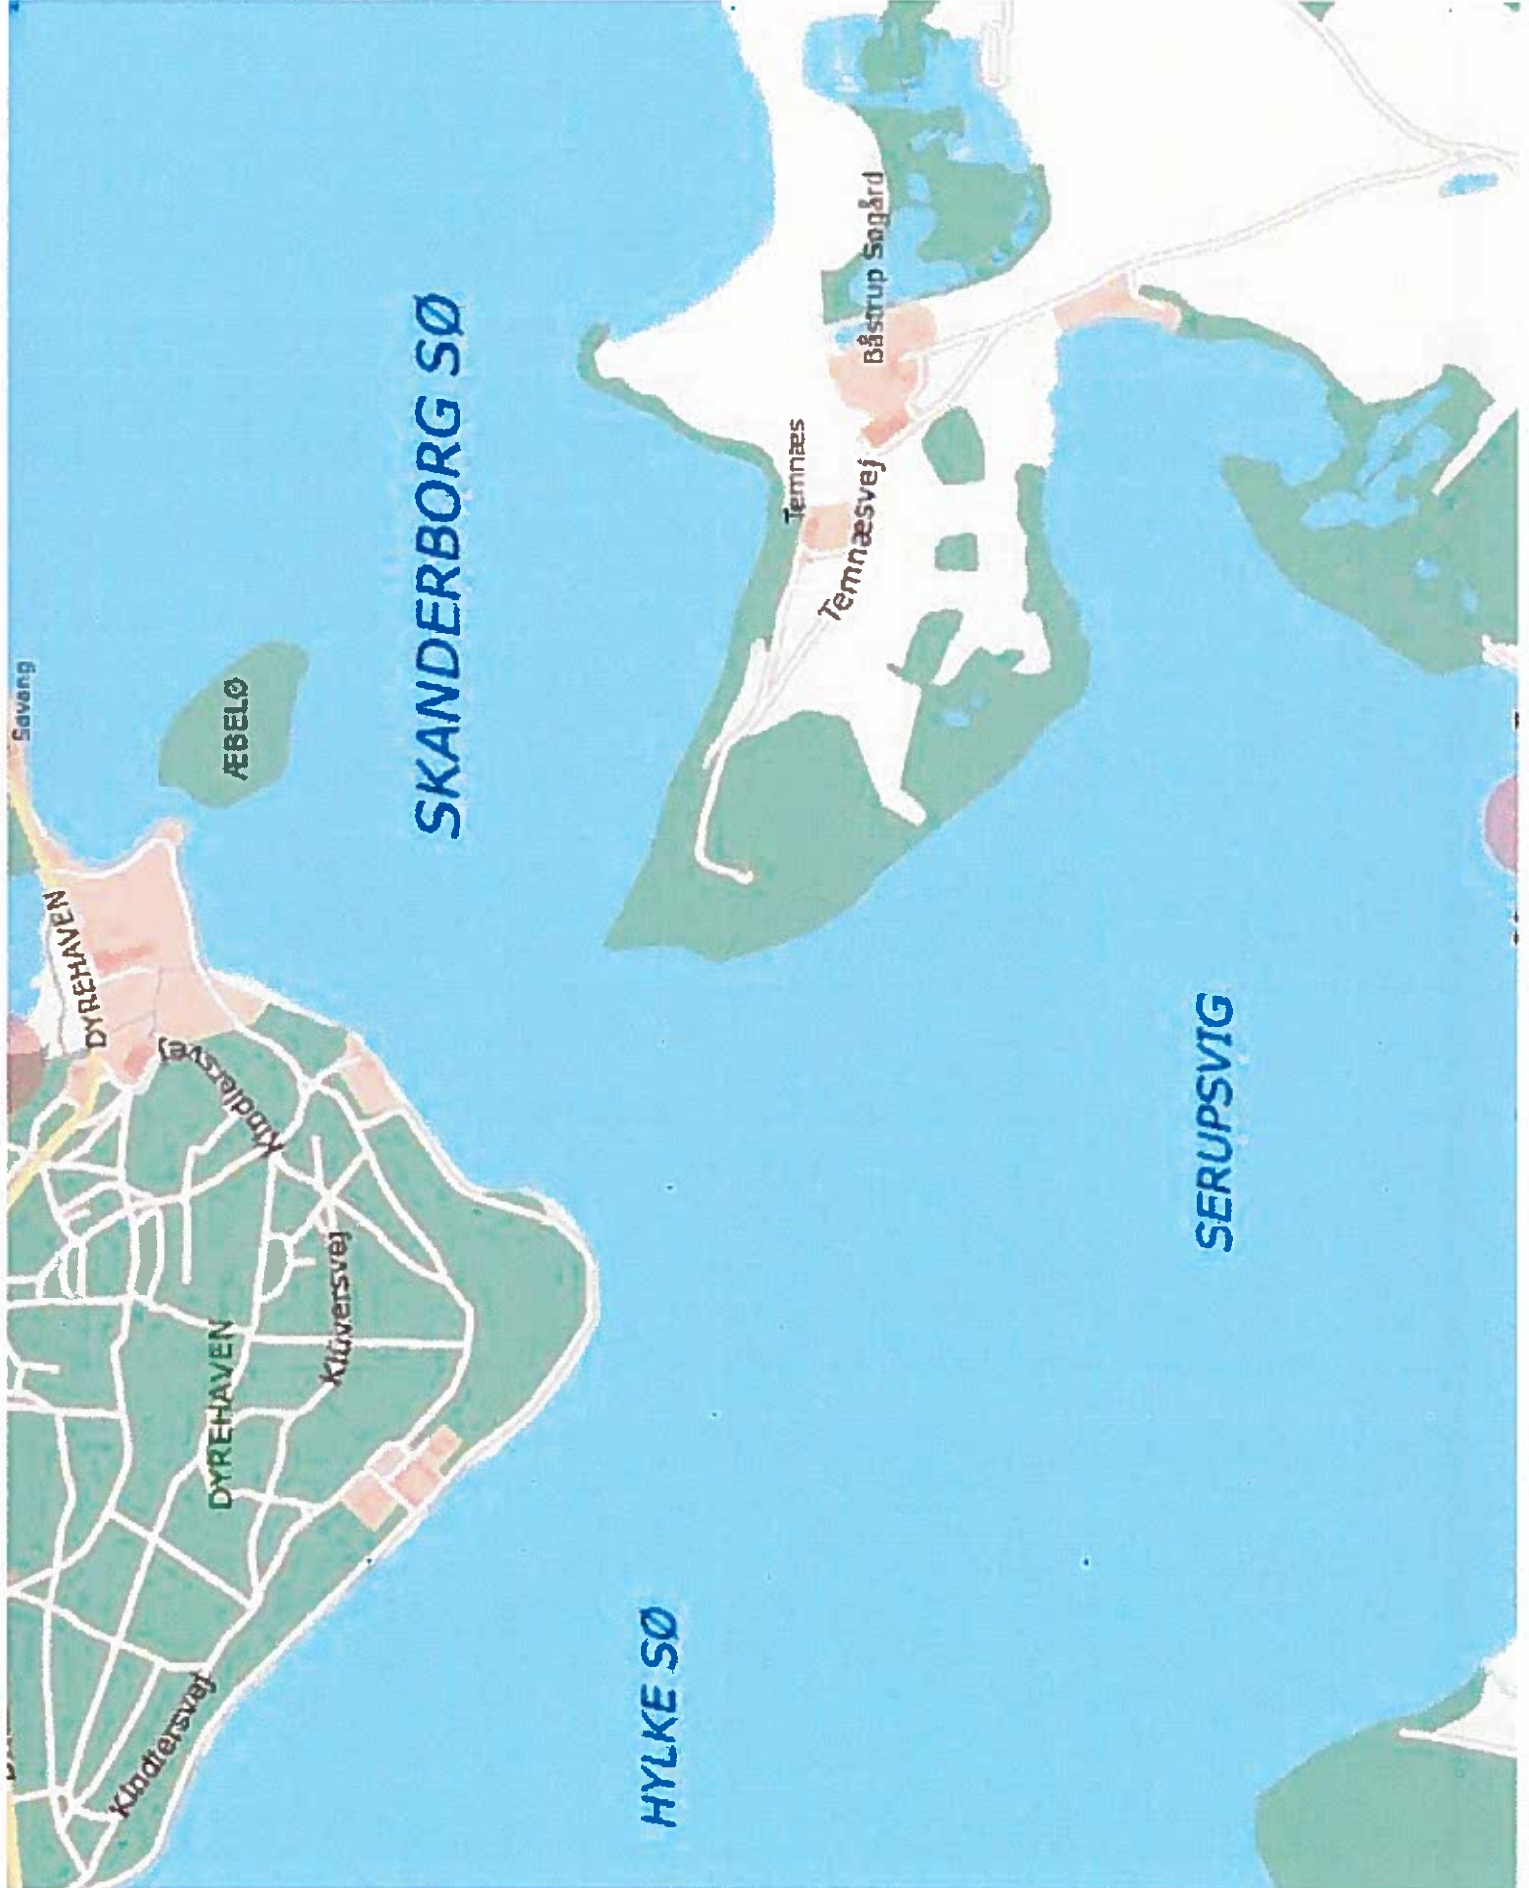 Søvang
DYREHAVEN
ÆBELØ
Kindlersvej
DYREHAVEN
Klüversvej
Kindlersvej
SKANDERBORG SØ
HYLKE SØ
Temnæs
Temnæsvej
Båstrup Søgård
SERUPSVIG